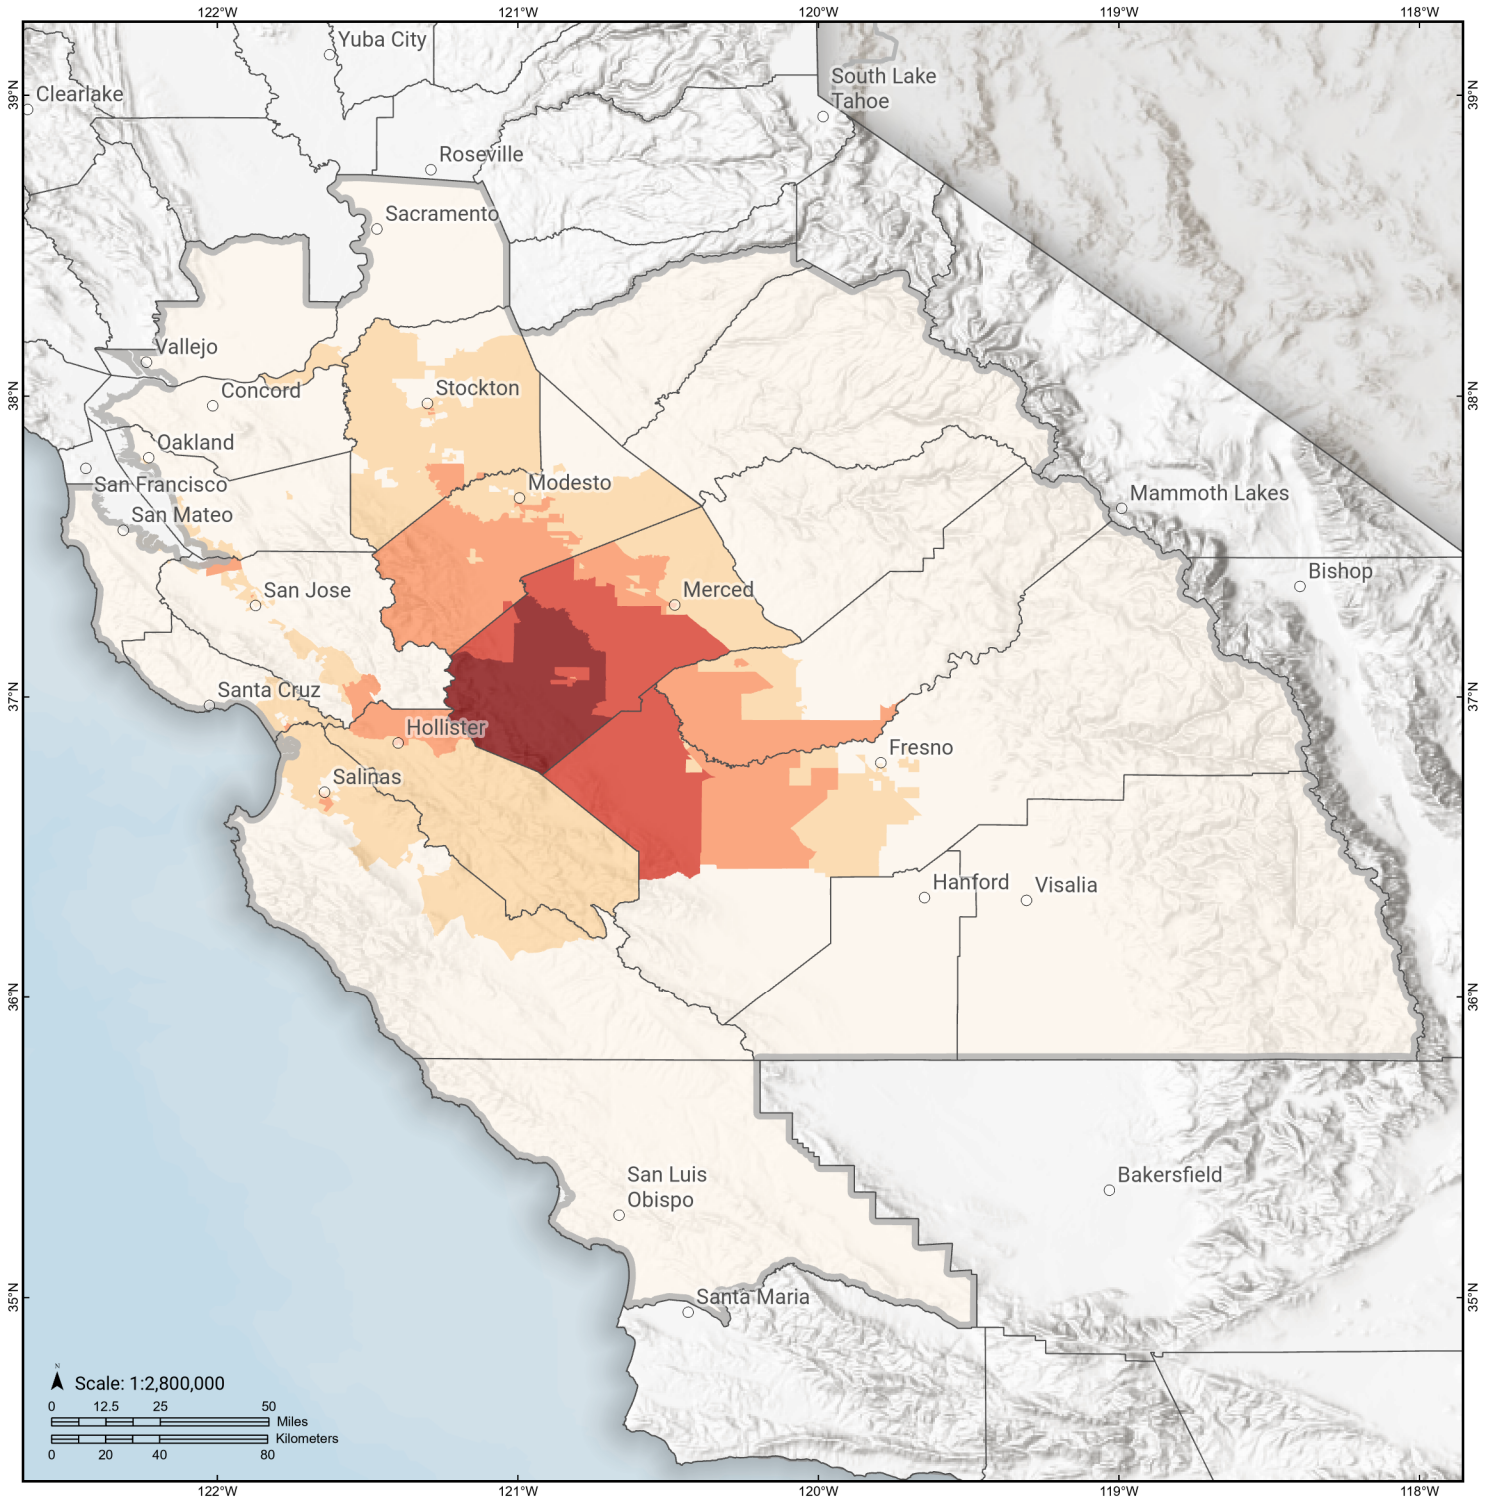 122°W
121°W
120°W
119°W
118°W
39°N
39°N
38°N
38°N
37°N
37°N
36°N
36°N
35°N
35°N
Yuba City
Clearlake
South Lake
Tahoe
Roseville
Sacramento
Vallejo
Concord
Stockton
Oakland
San Francisco
Modesto
Mammoth Lakes
San Mateo
San Jose
Merced
Bishop
Santa Cruz
Hollister
Fresno
Salinas
Hanford
Visalia
San Luis
Obispo
Bakersfield
Santa Maria
N
Scale: 1:2,800,000
0 12.5 25 50
Miles
Kilometers
0 20 40 80
122°W
121°W
120°W
119°W
118°W